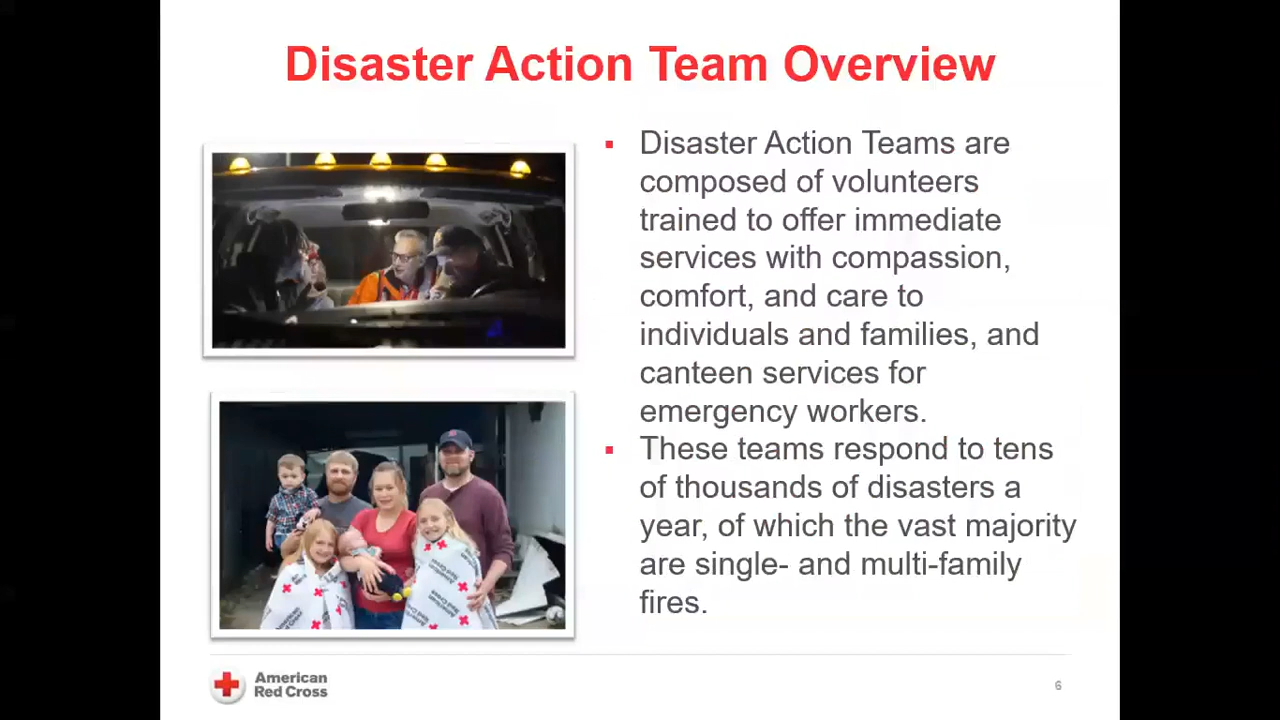 Disaster Action Team Overview
▪ Disaster Action Teams are
composed of volunteers
trained to offer immediate
services with compassion,
comfort, and care to
individuals and families, and
canteen services for
emergency workers.
▪ These teams respond to tens
of thousands of disasters a
year, of which the vast majority
are single- and multi-family
fires.
American
Red Cross
6